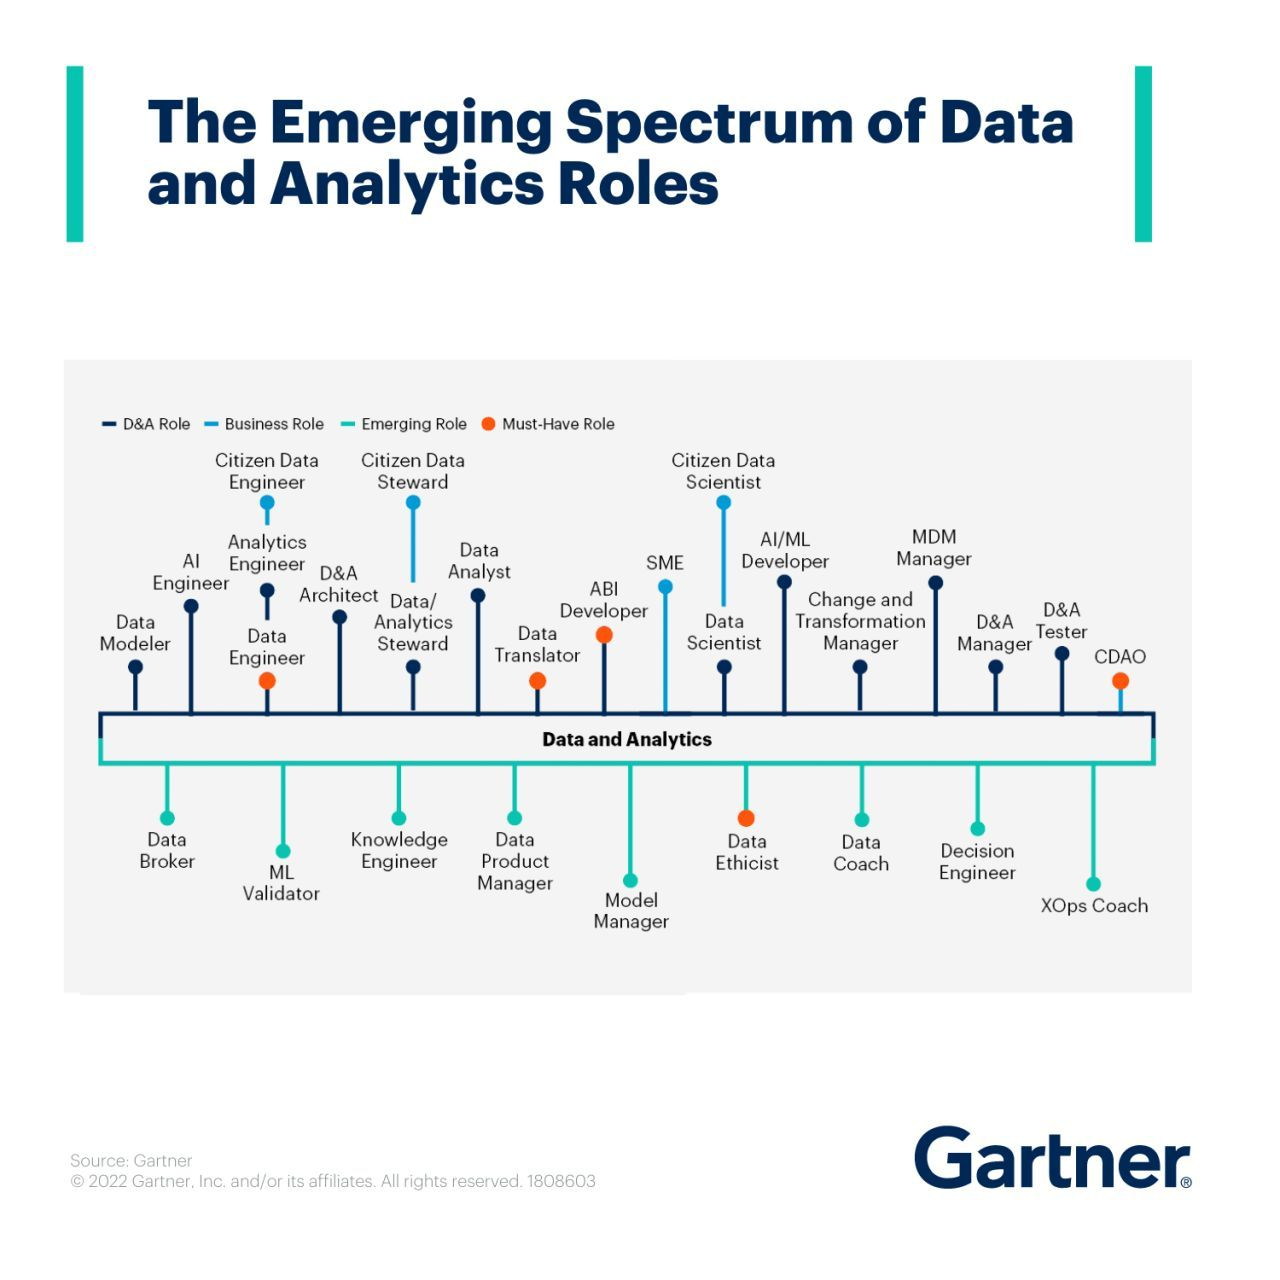 The Emerging Spectrum of Data
and Analytics Roles
D&A Role
Business Role
Emerging Role
Must-Have Role
Citizen Data
Engineer
Citizen Data
Steward
Citizen Data
Scientist
Analytics
Engineer
AI
Engineer
Data
Modeler
Data
Engineer
D&A
Architect
Data/
Analytics
Steward
Data
Analyst
Data
Translator
ABI
Developer
SME
Data
Scientist
AI/ML
Developer
Change and
Transformation
Manager
MDM
Manager
D&A
Manager
D&A
Tester
CDAO
Data and Analytics
Data
Broker
ML
Validator
Knowledge
Engineer
Data
Product
Manager
Model
Manager
Data
Ethicist
Data
Coach
Decision
Engineer
XOps Coach
Source: Gartner
© 2022 Gartner, Inc. and/or its affiliates. All rights reserved. 1808603
Gartner®